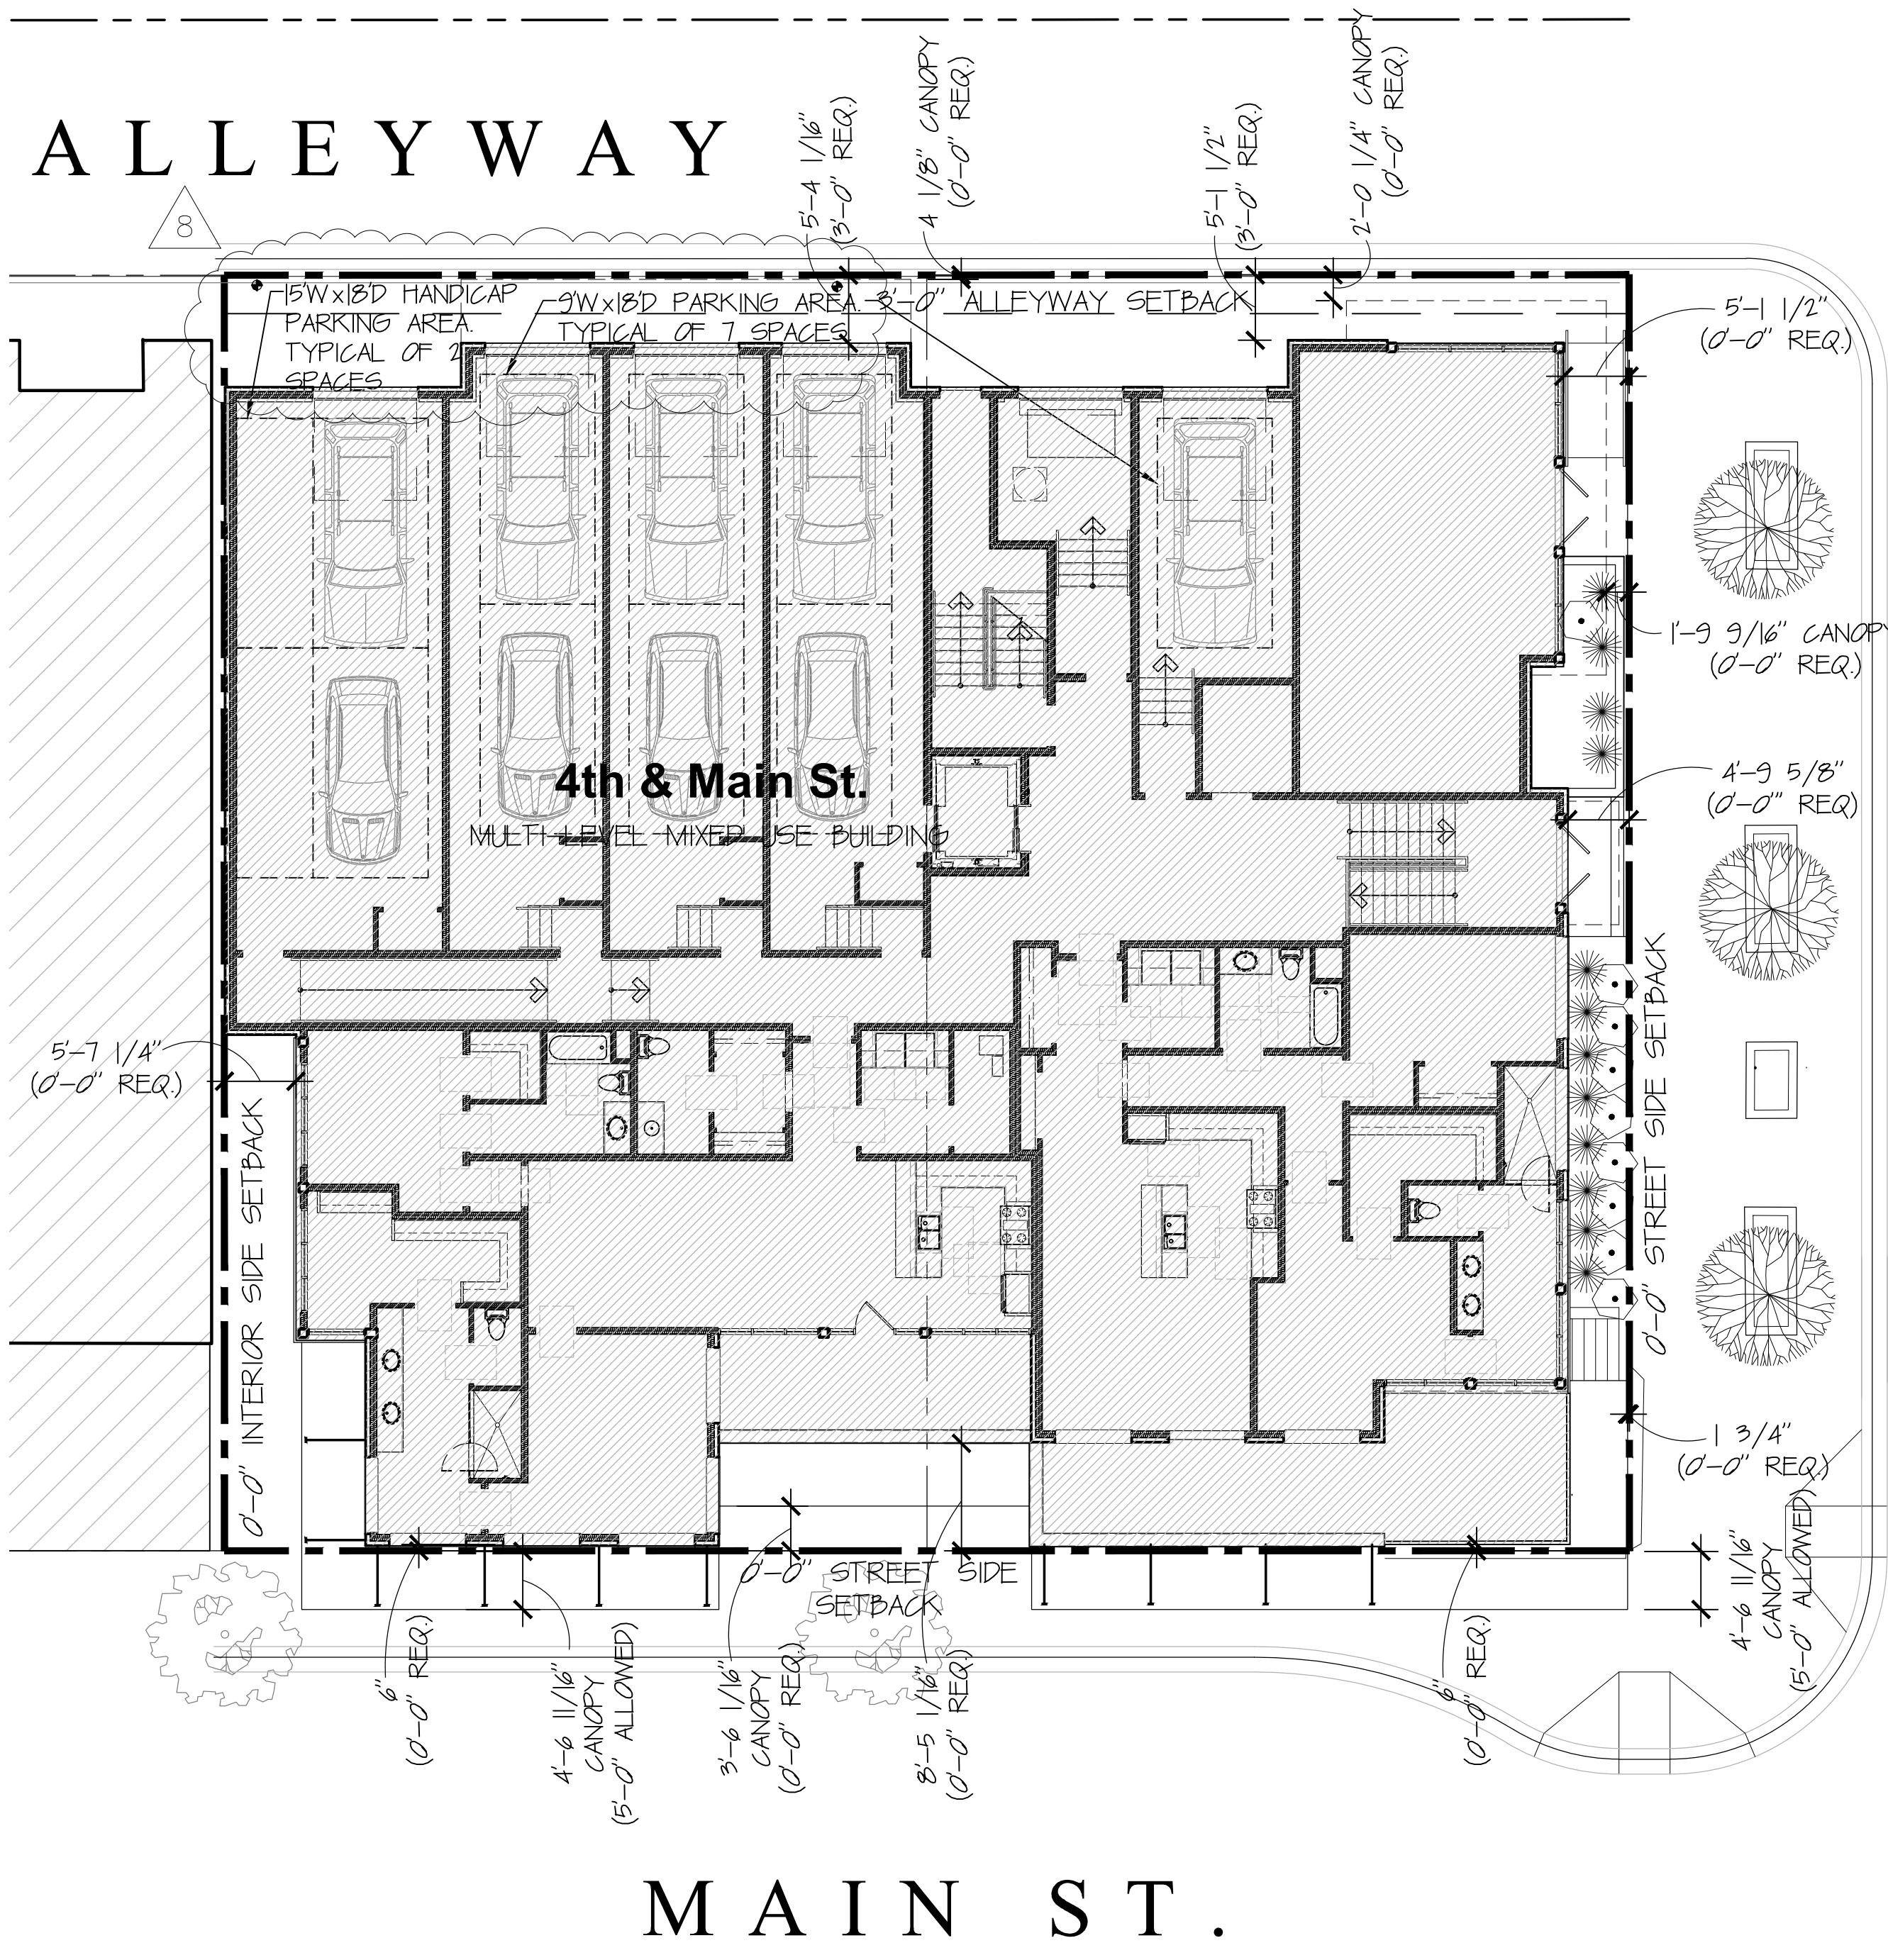 5'-4 1/16"
(3'-0" REQ.)
4 1/8" CANOPY
(0'-0" REQ.)
5'-1 1/2"
(3'-0" REQ.)
2'-0 1/4" CANOPY
(0'-0" REQ.)
ALLEYWAY
8
15'W x 18'D HANDICAP
PARKING AREA.
TYPICAL OF 2
SPACES
9'W x 18'D PARKING AREA.
TYPICAL OF 7 SPACES
3'-0" ALLEYWAY SETBACK
5'-1 1/2"
(0'-0" REQ.)
1'-9 9/16" CANOPY
(0'-0" REQ.)
4'-9 5/8"
(0'-0'" REQ)
4th & Main St.
MULTI-LEVEL MIXED USE BUILDING
5'-7 1/4"
(0'-0" REQ.)
0'-0" INTERIOR SIDE SETBACK
0'-0" STREET SIDE SETBACK
1 3/4"
(0'-0" REQ.)
4'-6 11/16"
CANOPY
(5'-0" ALLOWED)
0'-0" STREET SIDE
SETBACK
6"
(0'-0" REQ.)
4'-6 11/16"
CANOPY
(5'-0" ALLOWED)
3'-6 1/16"
CANOPY
(0'-0" REQ.)
8'-5 1/16"
(0'-0" REQ.)
6"
(0'-0" REQ.)
MAIN ST.